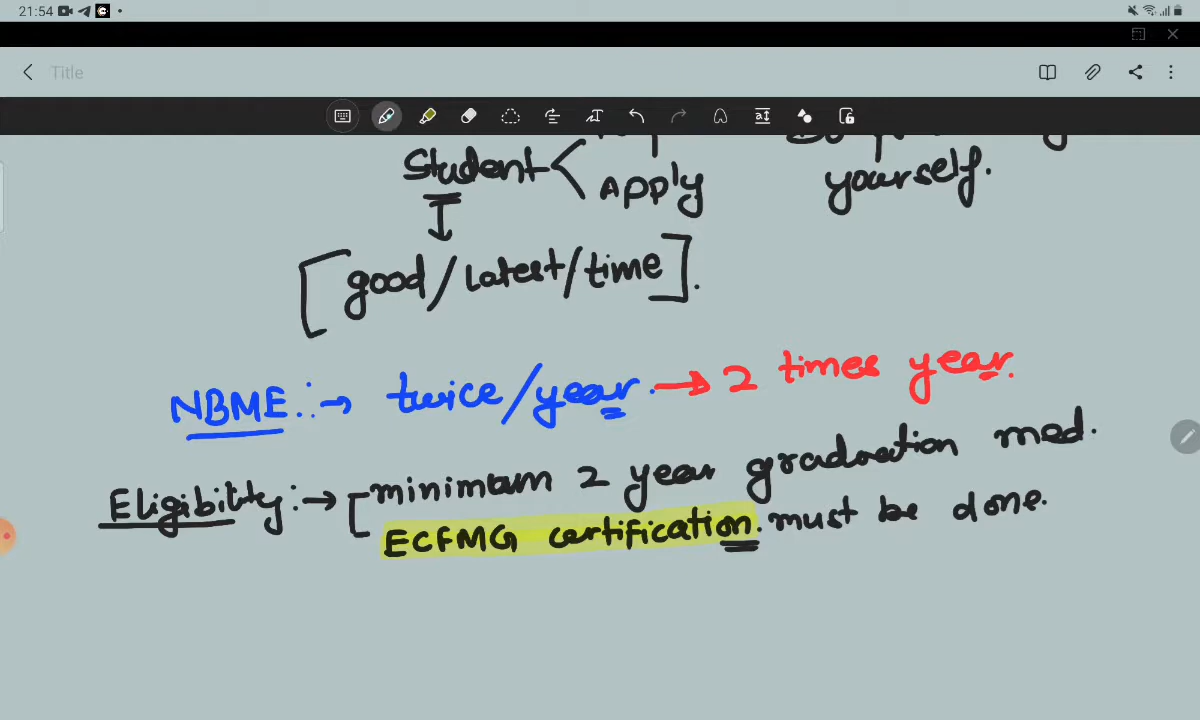 21:54
Title
Student < APPly yourself.
[good/latest/time].
NBME:→ twice/year. → 2 times year.
Eligibility:→ [minimum 2 year graduation med.
ECFMG certification. must be done.